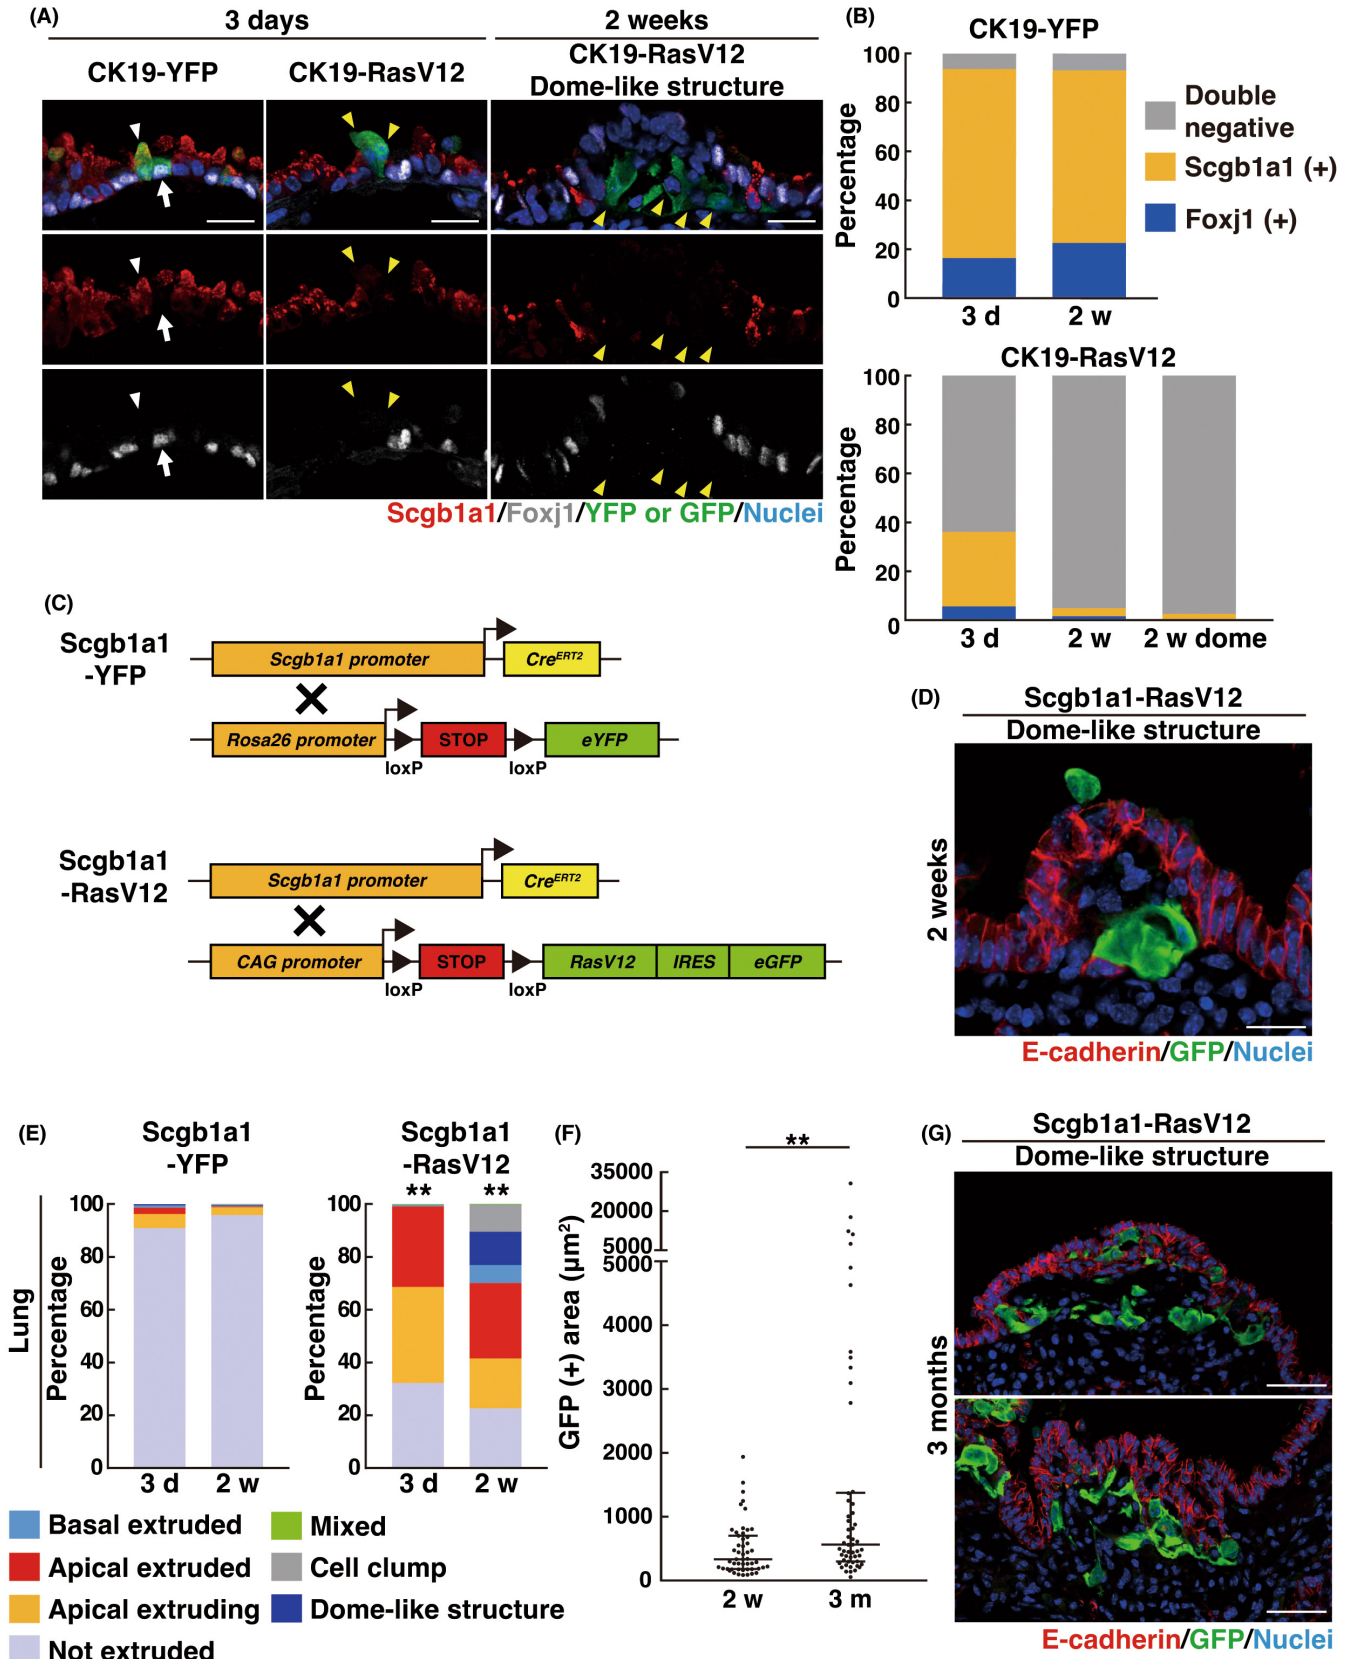 (A)
3 days
2 weeks
CK19-YFP
CK19-RasV12
CK19-RasV12
Dome-like structure
Scgb1a1/Foxj1/YFP or GFP/Nuclei
(B)
CK19-YFP
Percentage
100
80
60
40
20
0
3 d
2 w
Double
negative
Scgb1a1 (+)
Foxj1 (+)
CK19-RasV12
Percentage
100
80
60
40
20
0
3 d
2 w
2 w dome
(C)
Scgb1a1
-YFP
Scgb1a1 promoter
CreERT2
Rosa26 promoter
STOP
eYFP
loxP
loxP
Scgb1a1
-RasV12
Scgb1a1 promoter
CreERT2
CAG promoter
STOP
RasV12
IRES
eGFP
loxP
loxP
(D)
Scgb1a1-RasV12
Dome-like structure
2 weeks
E-cadherin/GFP/Nuclei
(E)
Lung
Scgb1a1
-YFP
Percentage
100
80
60
40
20
0
3 d
2 w
Scgb1a1
-RasV12
** **
Percentage
100
80
60
40
20
0
3 d
2 w
Basal extruded
Apical extruded
Apical extruding
Not extruded
Mixed
Cell clump
Dome-like structure
(F)
**
GFP (+) area (µm2)
35000
20000
5000
5000
4000
3000
2000
1000
0
2 w
3 m
(G)
Scgb1a1-RasV12
Dome-like structure
3 months
E-cadherin/GFP/Nuclei